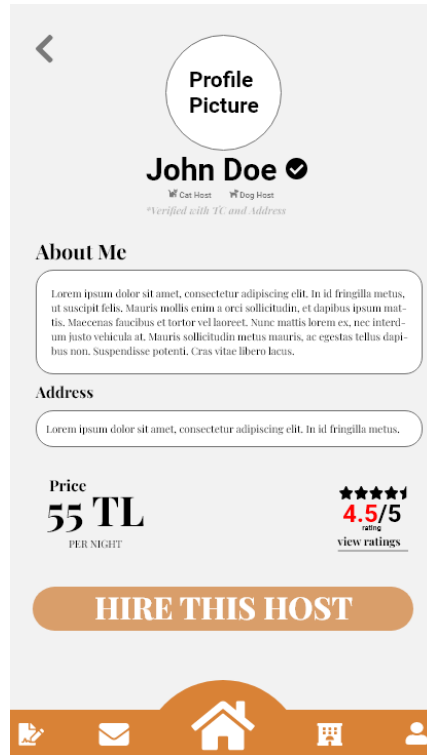 Profile
Picture
John Doe
Cat Host Dog Host
*Verified with TC and Address
About Me
Lorem ipsum dolor sit amet, consectetur adipiscing elit. In id fringilla metus,
ut suscipit felis. Mauris mollis enim a orci sollicitudin, et dapibus ipsum mat-
tis. Maecenas faucibus et tortor vel laoreet. Nunc mattis lorem ex, nec interd-
um justo vehicula at. Mauris sollicitudin metus mauris, ac egestas tellus dapi-
bus non. Suspendisse potenti. Cras vitae libero lacus.
Address
Lorem ipsum dolor sit amet, consectetur adipiscing elit. In id fringilla metus.
Price
55 TL
PER NIGHT
4.5/5
rating
view ratings
HIRE THIS HOST